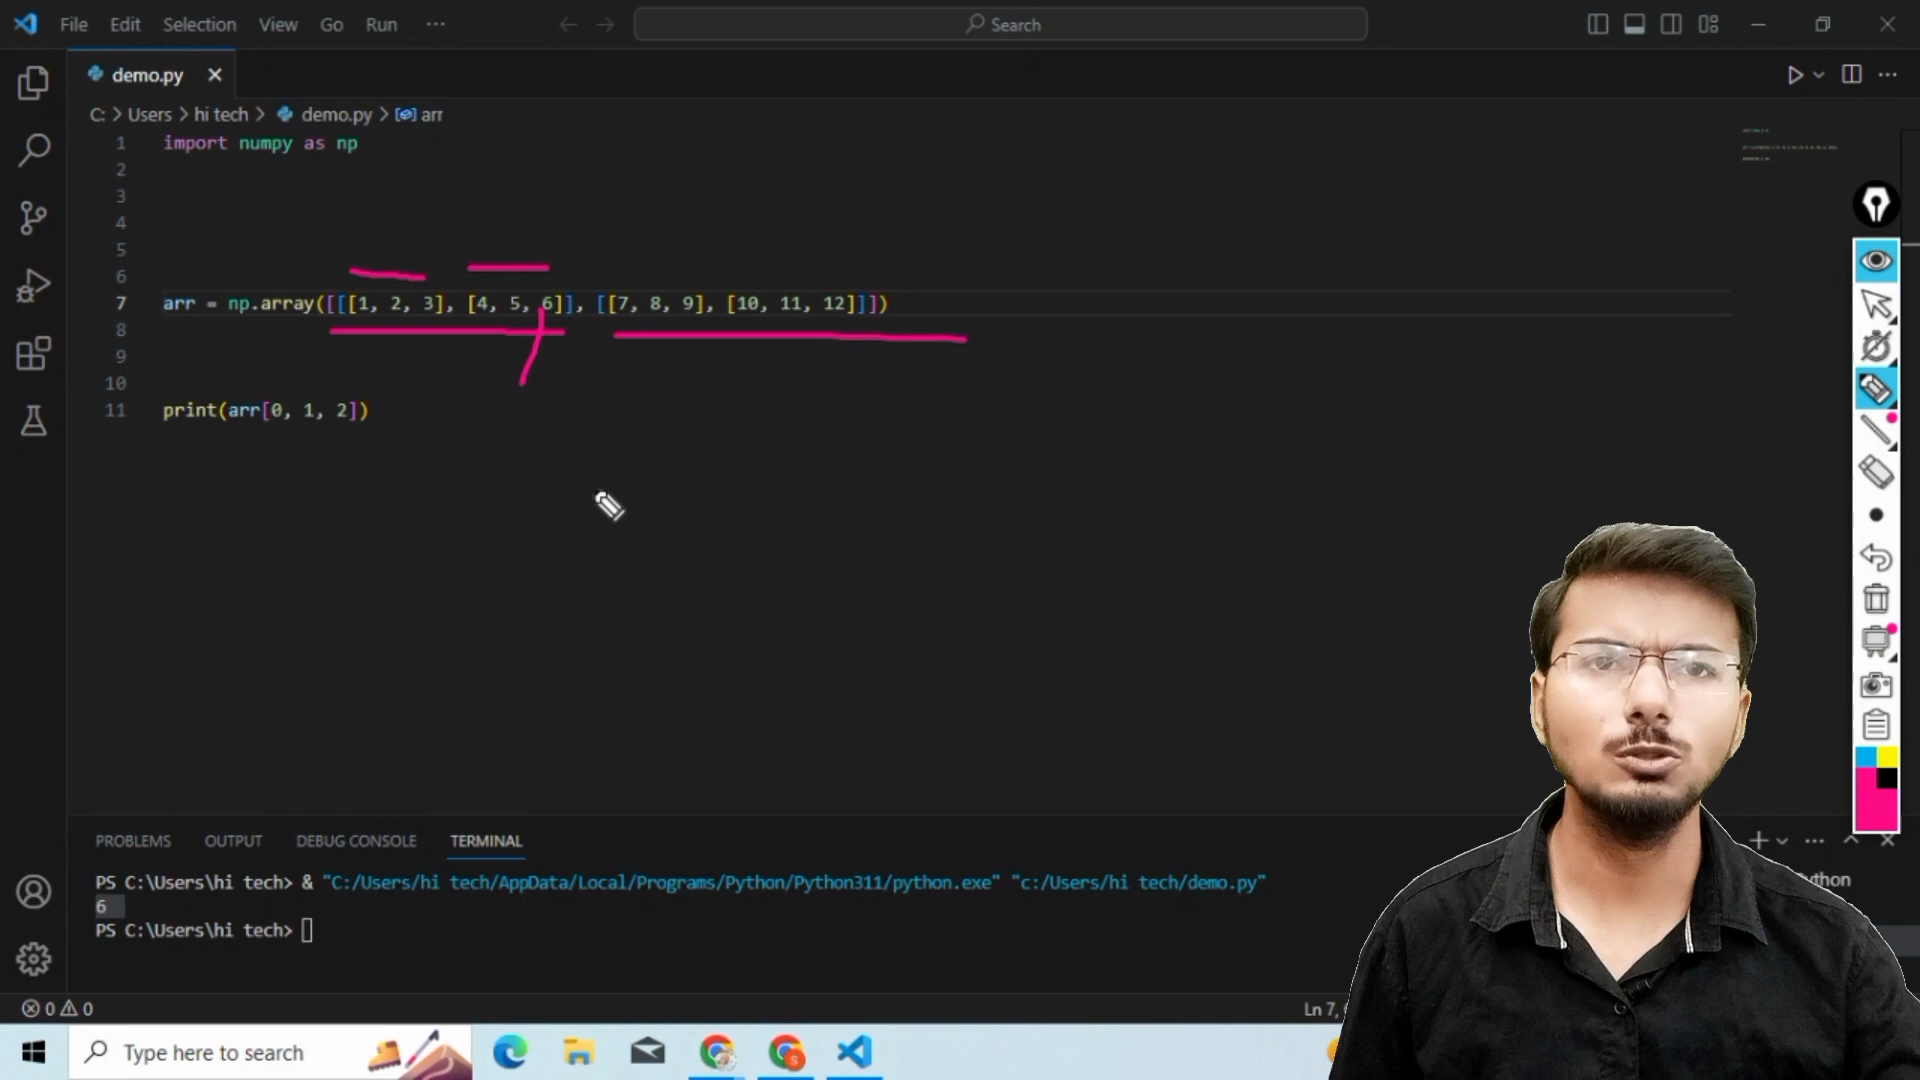 File Edit Selection View Go Run ... Search
demo.py
C: > Users > hi tech > demo.py > arr
1 import numpy as np
2
3
4
5
6
7 arr = np.array([[[1, 2, 3], [4, 5, 6]], [[7, 8, 9], [10, 11, 12]]])
8
9
10
11 print(arr[0, 1, 2])
PROBLEMS OUTPUT DEBUG CONSOLE TERMINAL
PS C:\Users\hi tech> & "C:/Users/hi tech/AppData/Local/Programs/Python/Python311/python.exe" "c:/Users/hi tech/demo.py"
6
PS C:\Users\hi tech>
0 0 Ln 7,
Type here to search